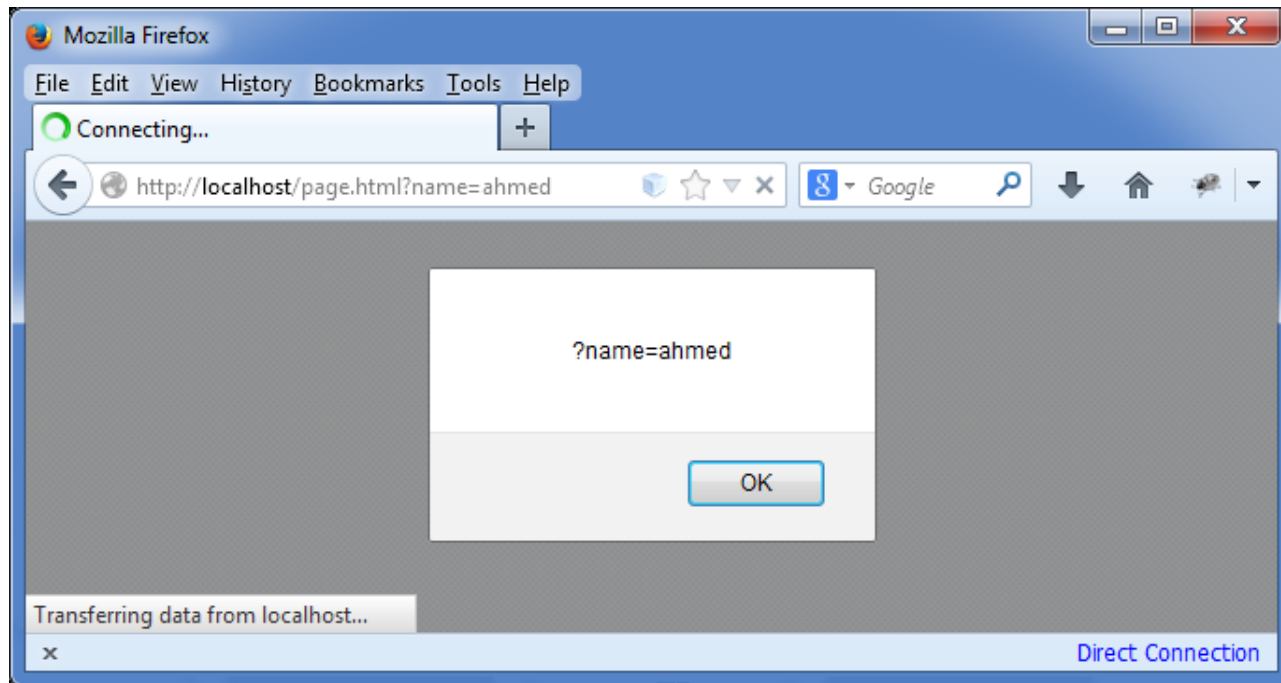 Mozilla Firefox
File Edit View History Bookmarks Tools Help
Connecting...
http://localhost/page.html?name=ahmed
8 Google
?name=ahmed
OK
Transferring data from localhost...
x Direct Connection